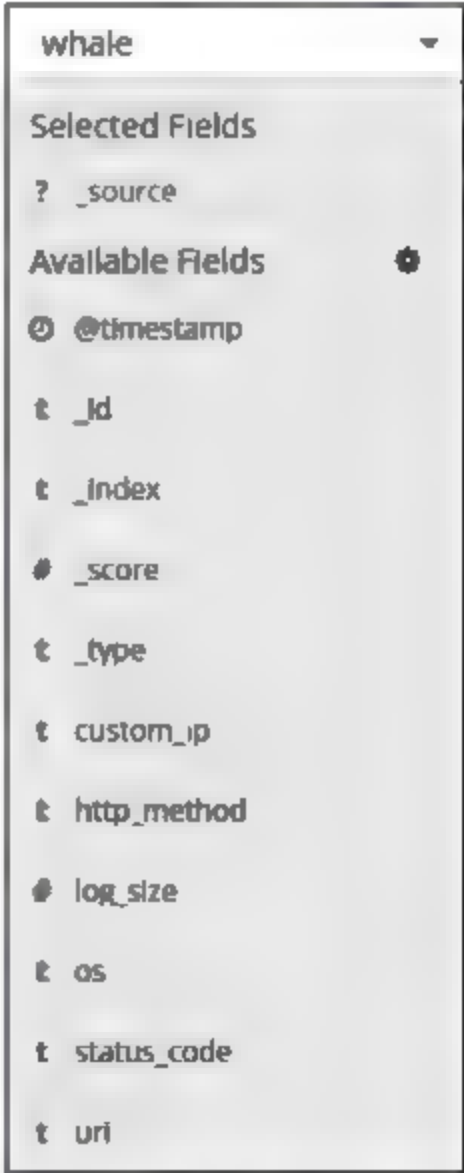 whale
Selected Fields
? _source
Available Fields
@timestamp
t _id
t _index
# _score
t _type
t custom_ip
t http_method
# log_size
t os
t status_code
t uri